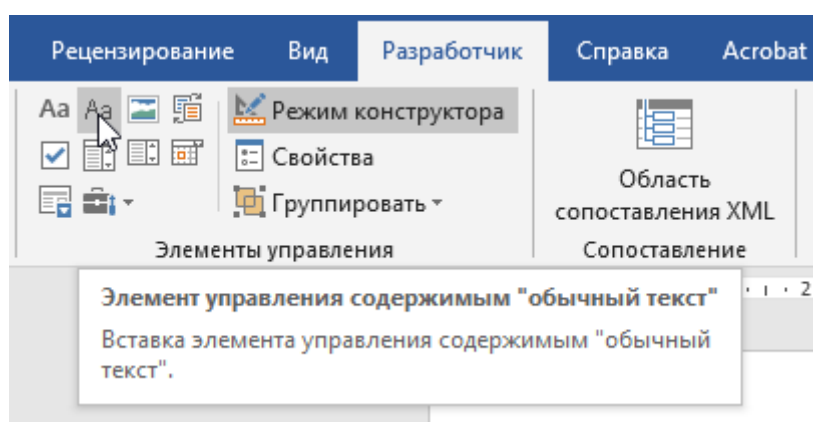 Рецензирование Вид Разработчик Справка Acrobat
Aa Aa Режим конструктора
Свойства
Группировать
Область
сопоставления XML
Элементы управления Сопоставление
Элемент управления содержимым "обычный текст"
Вставка элемента управления содержимым "обычный
текст".
2